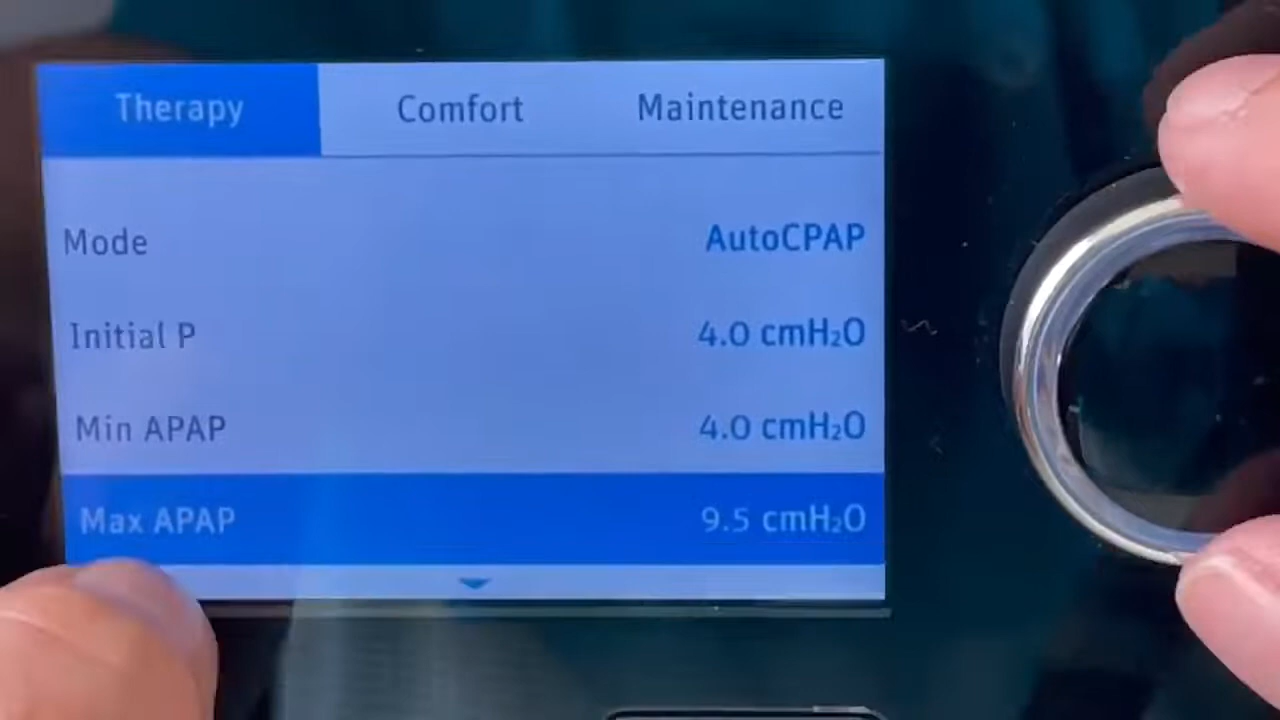 Therapy Comfort Maintenance
Mode AutoCPAP
Initial P 4.0 cmH₂O
Min APAP 4.0 cmH₂O
Max APAP 9.5 cmH₂O